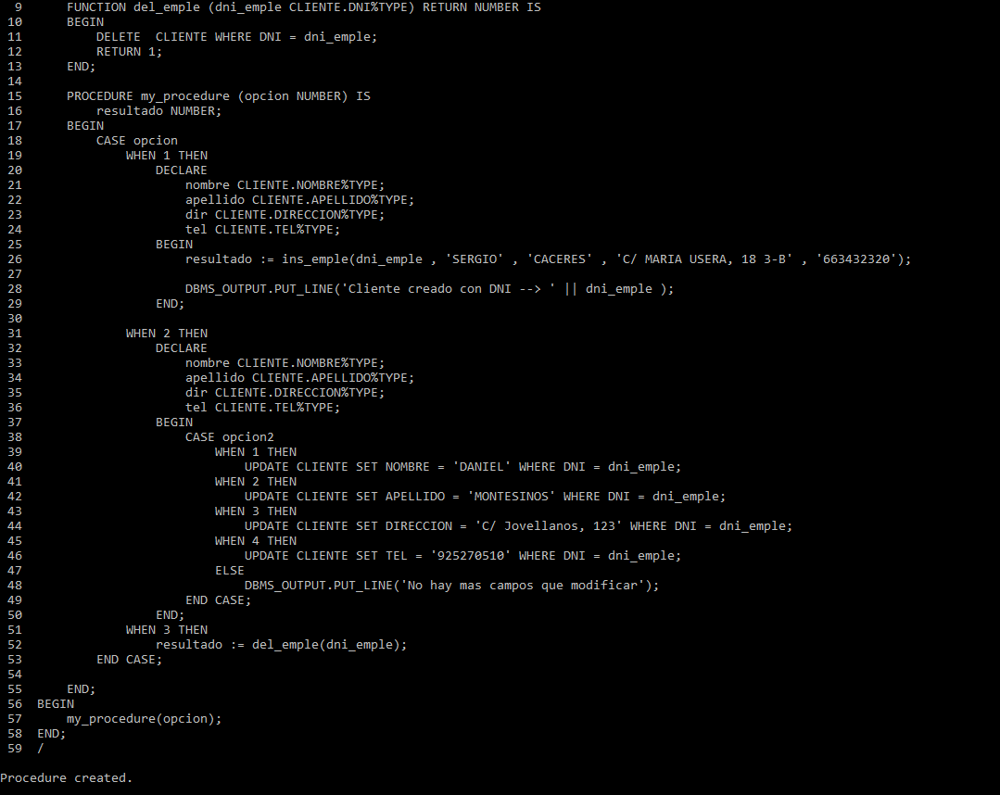 9      FUNCTION del_emple (dni_emple CLIENTE.DNI%TYPE) RETURN NUMBER IS
10      BEGIN
11          DELETE  CLIENTE WHERE DNI = dni_emple;
12          RETURN 1;
13      END;
14
15      PROCEDURE my_procedure (opcion NUMBER) IS
16          resultado NUMBER;
17      BEGIN
18          CASE opcion
19              WHEN 1 THEN
20                  DECLARE
21                      nombre CLIENTE.NOMBRE%TYPE;
22                      apellido CLIENTE.APELLIDO%TYPE;
23                      dir CLIENTE.DIRECCION%TYPE;
24                      tel CLIENTE.TEL%TYPE;
25                  BEGIN
26                      resultado := ins_emple(dni_emple , 'SERGIO' , 'CACERES' , 'C/ MARIA USERA, 18 3-B' , '663432320');
27
28                      DBMS_OUTPUT.PUT_LINE('Cliente creado con DNI --> ' || dni_emple );
29                  END;
30
31              WHEN 2 THEN
32                  DECLARE
33                      nombre CLIENTE.NOMBRE%TYPE;
34                      apellido CLIENTE.APELLIDO%TYPE;
35                      dir CLIENTE.DIRECCION%TYPE;
36                      tel CLIENTE.TEL%TYPE;
37                  BEGIN
38                      CASE opcion2
39                          WHEN 1 THEN
40                              UPDATE CLIENTE SET NOMBRE = 'DANIEL' WHERE DNI = dni_emple;
41                          WHEN 2 THEN
42                              UPDATE CLIENTE SET APELLIDO = 'MONTESINOS' WHERE DNI = dni_emple;
43                          WHEN 3 THEN
44                              UPDATE CLIENTE SET DIRECCION = 'C/ Jovellanos, 123' WHERE DNI = dni_emple;
45                          WHEN 4 THEN
46                              UPDATE CLIENTE SET TEL = '925270510' WHERE DNI = dni_emple;
47                          ELSE
48                              DBMS_OUTPUT.PUT_LINE('No hay mas campos que modificar');
49                      END CASE;
50                  END;
51              WHEN 3 THEN
52                  resultado := del_emple(dni_emple);
53          END CASE;
54
55      END;
56  BEGIN
57      my_procedure(opcion);
58  END;
59  /

Procedure created.